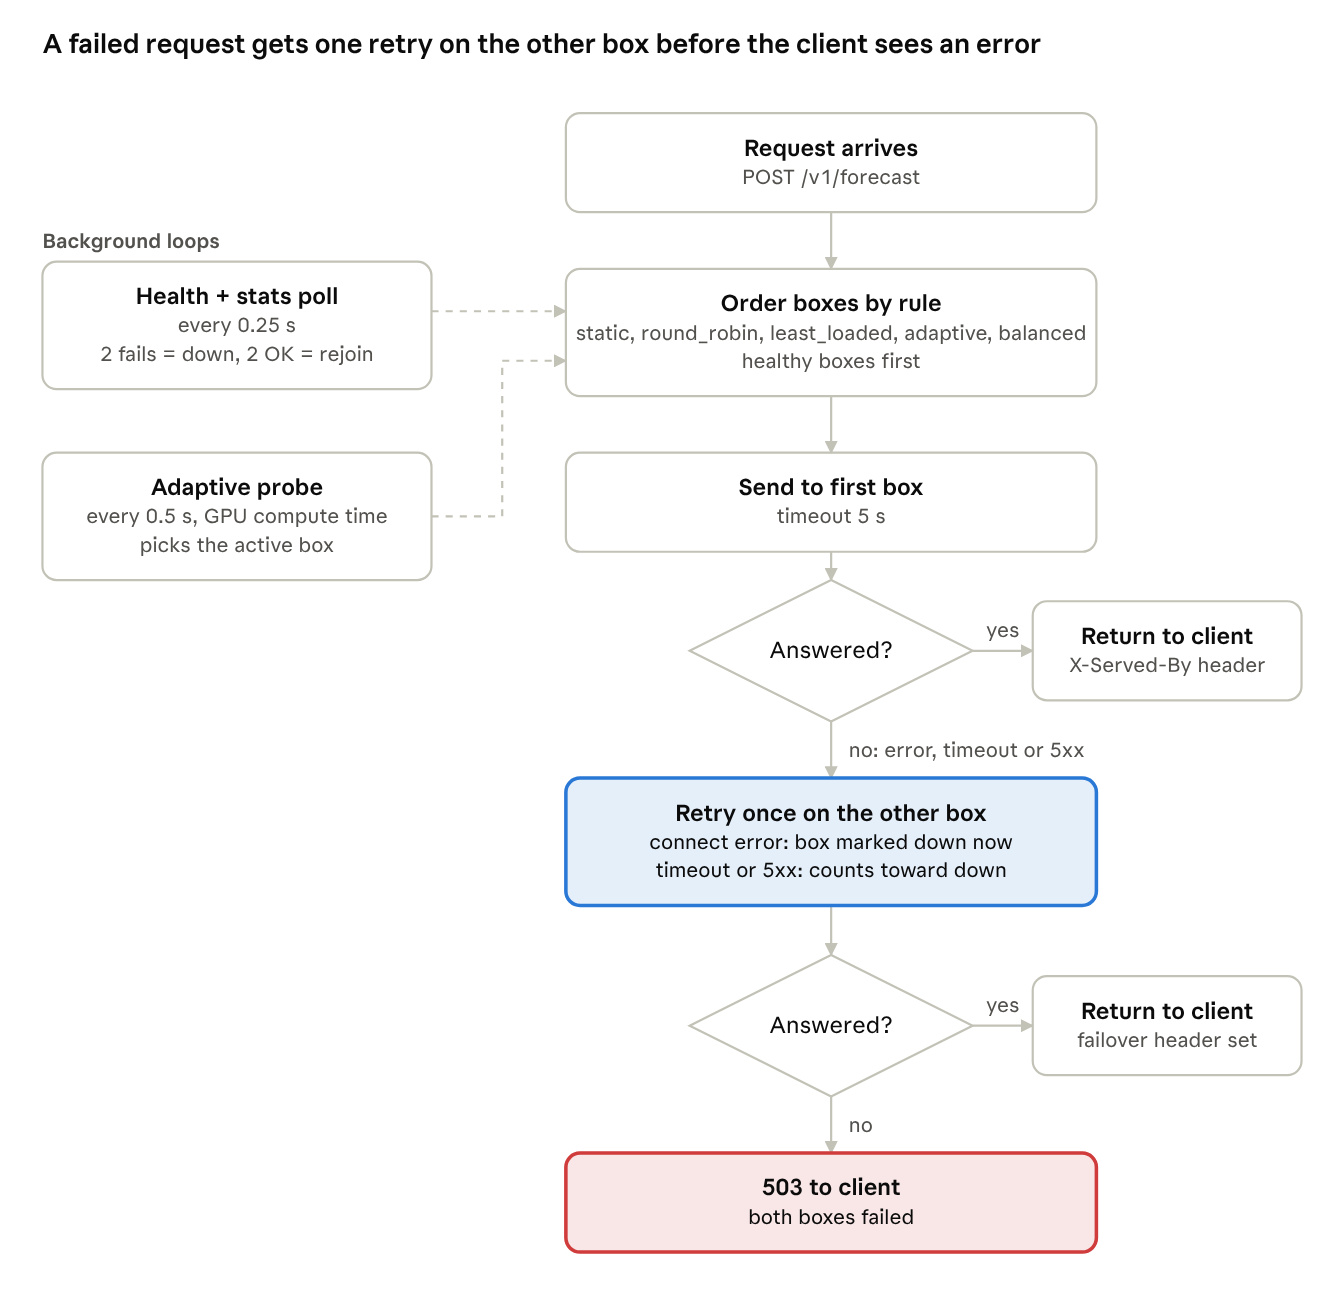 A failed request gets one retry on the other box before the client sees an error
Request arrives
POST /v1/forecast
Background loops
Health + stats poll
every 0.25 s
2 fails = down, 2 OK = rejoin
Order boxes by rule
static, round_robin, least_loaded, adaptive, balanced
healthy boxes first
Adaptive probe
every 0.5 s, GPU compute time
picks the active box
Send to first box
timeout 5 s
Answered?
yes
Return to client
X-Served-By header
no: error, timeout or 5xx
Retry once on the other box
connect error: box marked down now
timeout or 5xx: counts toward down
Answered?
yes
Return to client
failover header set
no
503 to client
both boxes failed